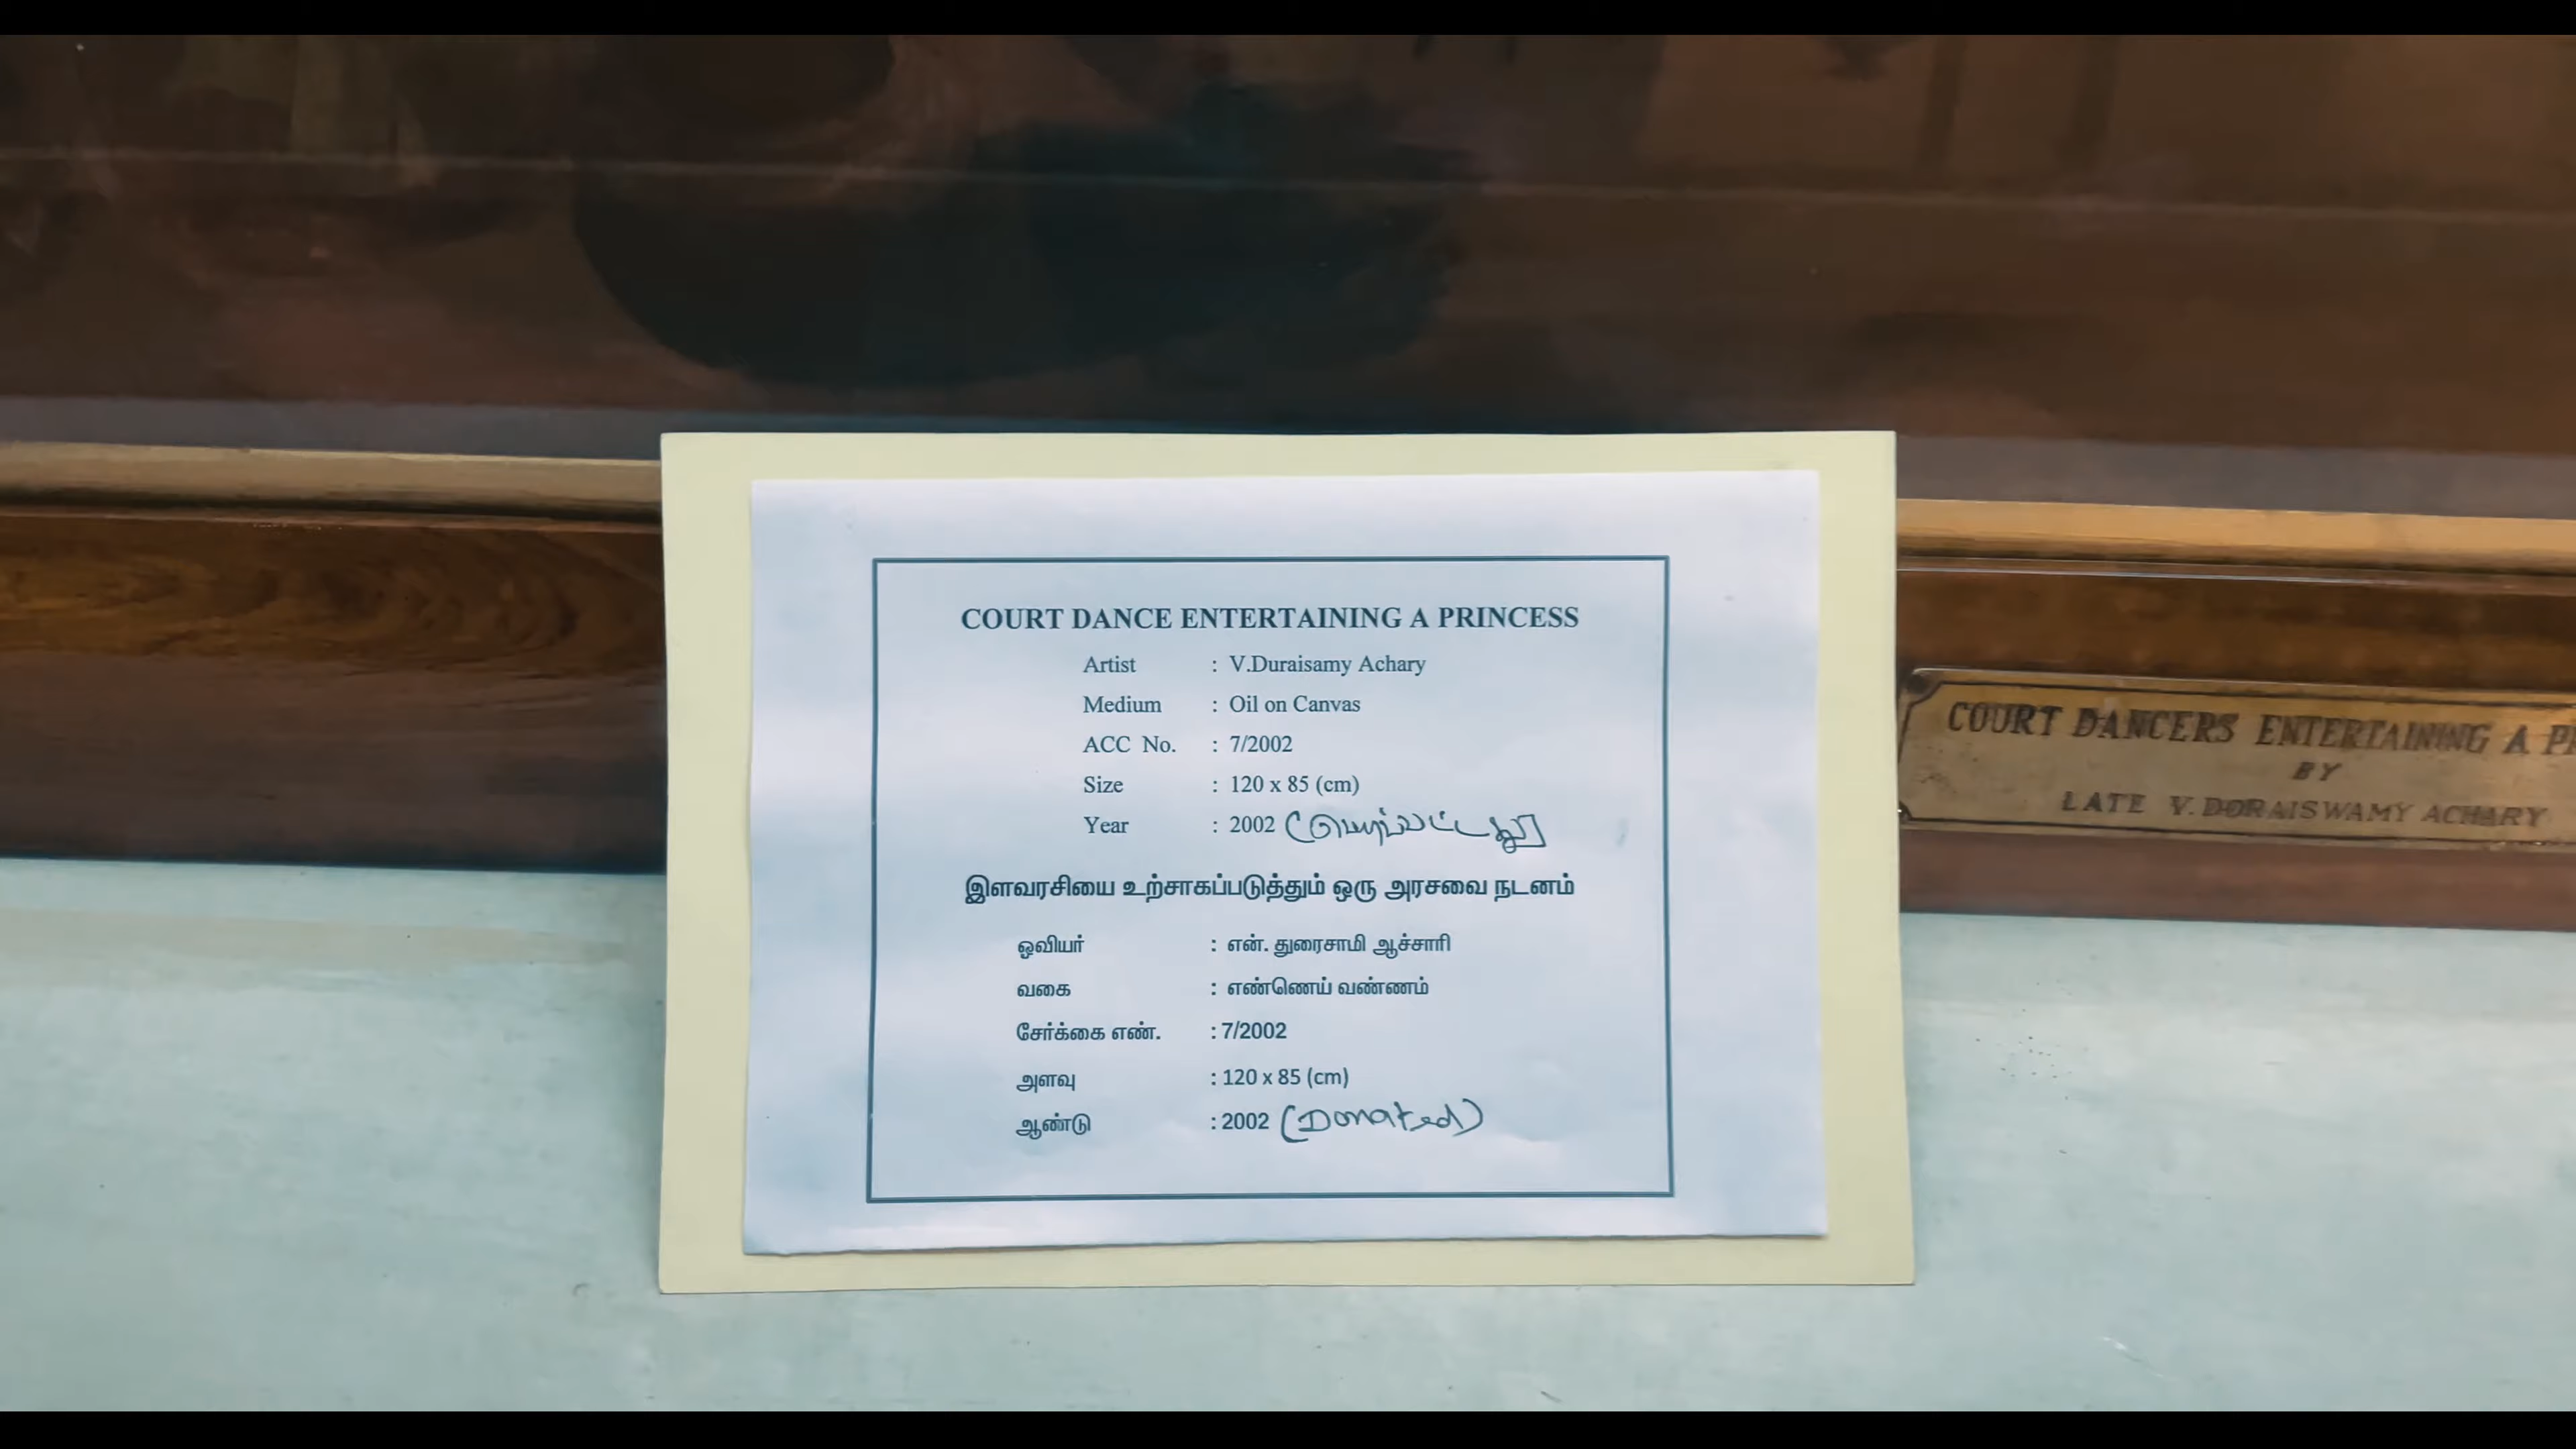 COURT DANCE ENTERTAINING A PRINCESS
Artist : V.Duraisamy Achary
Medium : Oil on Canvas
ACC No. : 7/2002
Size : 120 x 85 (cm)
Year : 2002
இளவரசியை உற்சாகப்படுத்தும் ஒரு அரசவை நடனம்
ஓவியர் : என். துரைசாமி ஆச்சாரி
வகை : எண்ணெய் வண்ணம்
சேர்க்கை எண். : 7/2002
அளவு : 120 x 85 (cm)
ஆண்டு : 2002 (Donated)
COURT DANCERS ENTERTAINING A
BY
LATE V. DORAISWAMY ACHARY